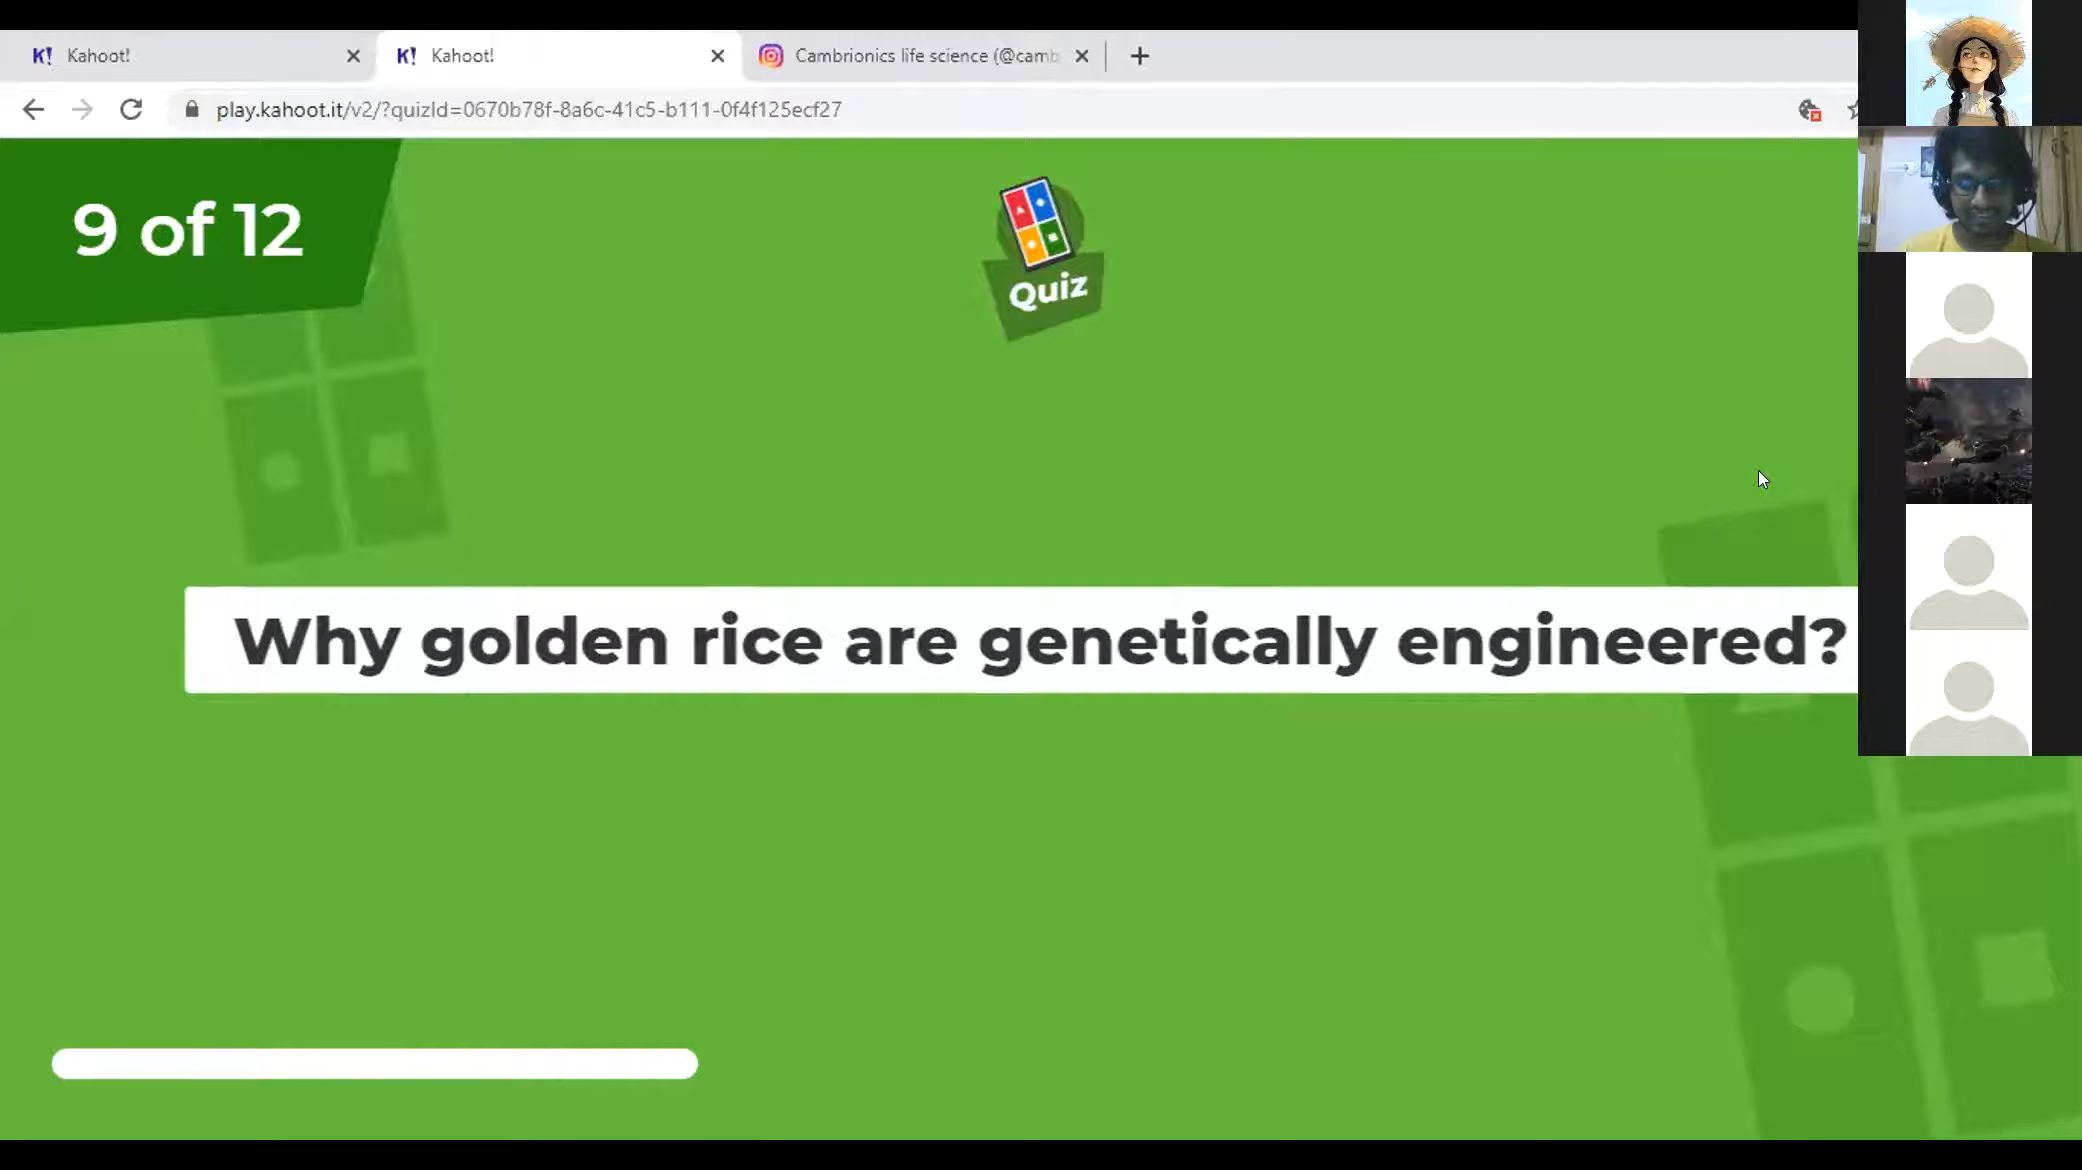 Kahoot!
Kahoot!
Cambrionics life science (@camb
play.kahoot.it/v2/?quizId=0670b78f-8a6c-41c5-b111-0f4f125ecf27
9 of 12
Quiz
Why golden rice are genetically engineered?